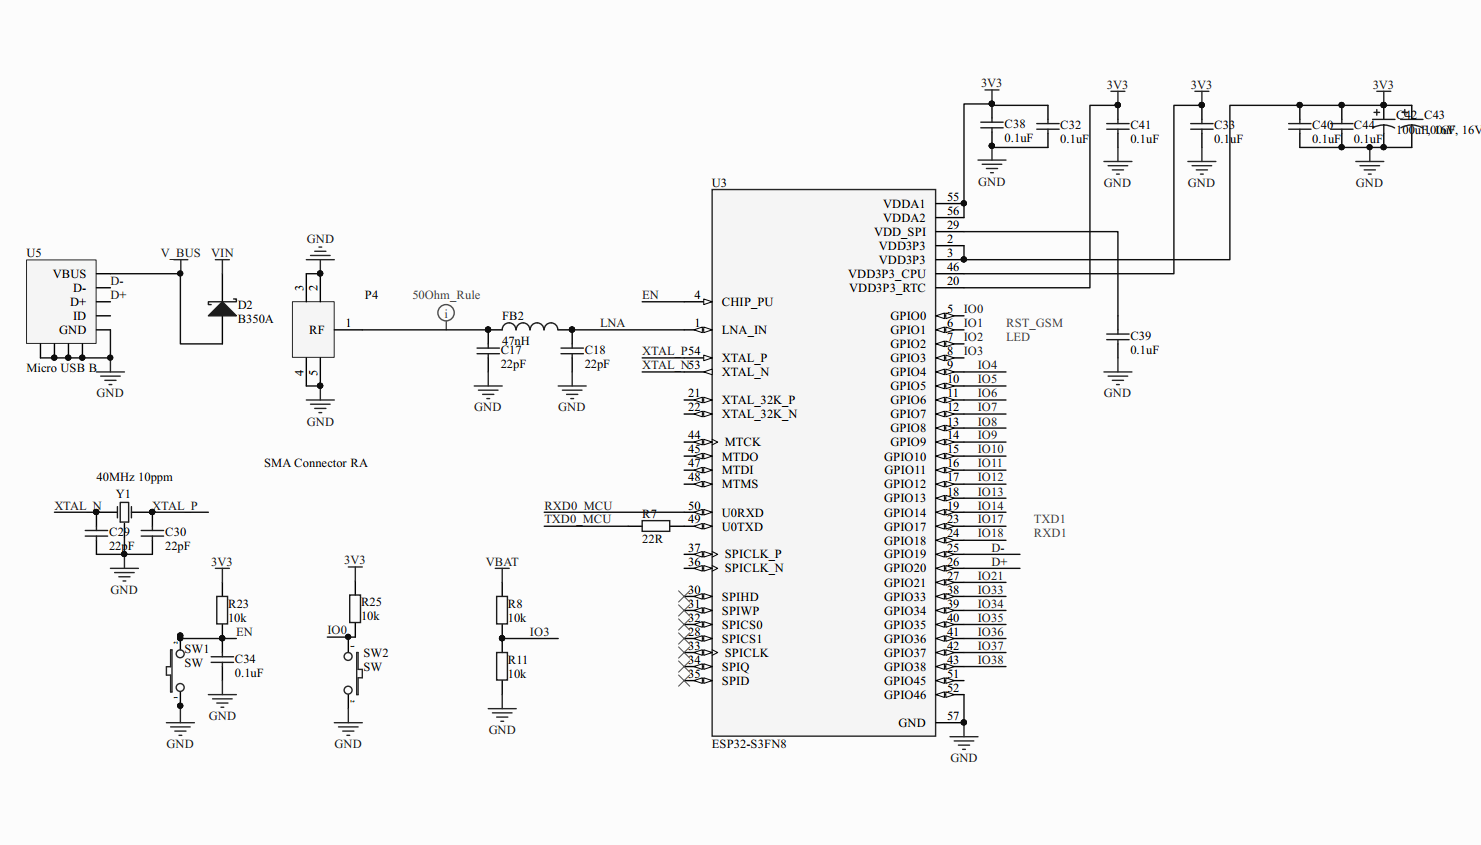 3V3
3V3
3V3
3V3
C38
0.1uF
C32
0.1uF
C41
0.1uF
C33
0.1uF
C40
0.1uF
C44
0.1uF
C42
C43
GND
GND
GND
GND
U3
VDDA1 55
VDDA2 56
VDD_SPI 29
VDD3P3 2
VDD3P3 3
VDD3P3_CPU 46
VDD3P3_RTC 20
GPIO0 5 IO0
GPIO1 6 IO1 RST_GSM
GPIO2 7 IO2 LED
GPIO3 8 IO3
GPIO4 9 IO4
GPIO5 10 IO5
GPIO6 11 IO6
GPIO7 12 IO7
GPIO8 13 IO8
GPIO9 14 IO9
GPIO10 15 IO10
GPIO11 16 IO11
GPIO12 17 IO12
GPIO13 18 IO13
GPIO14 19 IO14
GPIO17 23 IO17 TXD1
GPIO18 24 IO18 RXD1
GPIO19 25 D-
GPIO20 26 D+
GPIO21 27 IO21
GPIO33 38 IO33
GPIO34 39 IO34
GPIO35 40 IO35
GPIO36 41 IO36
GPIO37 42 IO37
GPIO38 43 IO38
GPIO45 51
GPIO46 52
GND 57
GND
C39
0.1uF
GND
EN 4 CHIP_PU
LNA 1 LNA_IN
XTAL_P 54 XTAL_P
XTAL_N 53 XTAL_N
21 XTAL_32K_P
22 XTAL_32K_N
44 MTCK
45 MTDO
47 MTDI
48 MTMS
RXD0_MCU 50 U0RXD
TXD0_MCU R7 49 U0TXD
22R
37 SPICLK_P
36 SPICLK_N
30 SPIHD
31 SPIWP
32 SPICS0
28 SPICS1
33 SPICLK
34 SPIQ
35 SPID
ESP32-S3FN8
U5
VBUS
D- D-
D+ D+
ID
GND
Micro USB B
GND
V_BUS
VIN
D2
B350A
GND
3 2
RF 1
P4
4 5
GND
SMA Connector RA
50Ohm_Rule
i
FB2
47nH
C17
22pF
C18
22pF
GND
GND
40MHz 10ppm
Y1
XTAL_N
XTAL_P
C29
22pF
C30
22pF
GND
3V3
R23
10k
EN
SW1
SW
C34
0.1uF
GND
GND
3V3
R25
10k
IO0
SW2
SW
GND
VBAT
R8
10k
IO3
R11
10k
GND